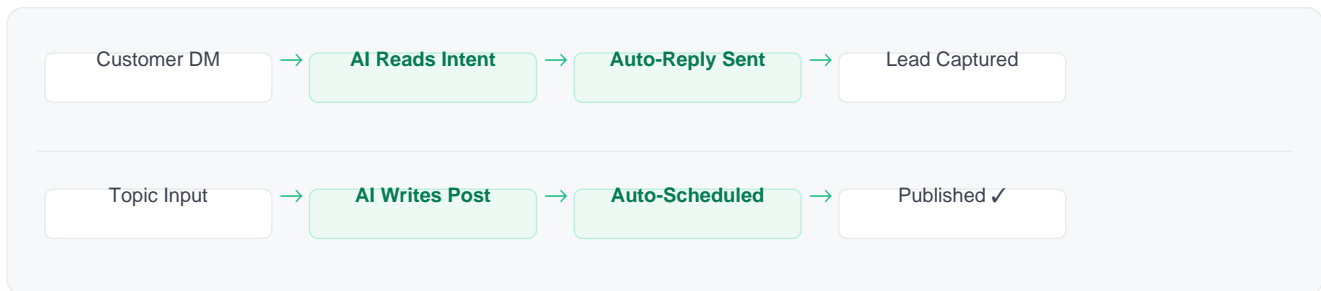 Customer DM → AI Reads Intent → Auto-Reply Sent → Lead Captured
Topic Input → AI Writes Post → Auto-Scheduled → Published ✓